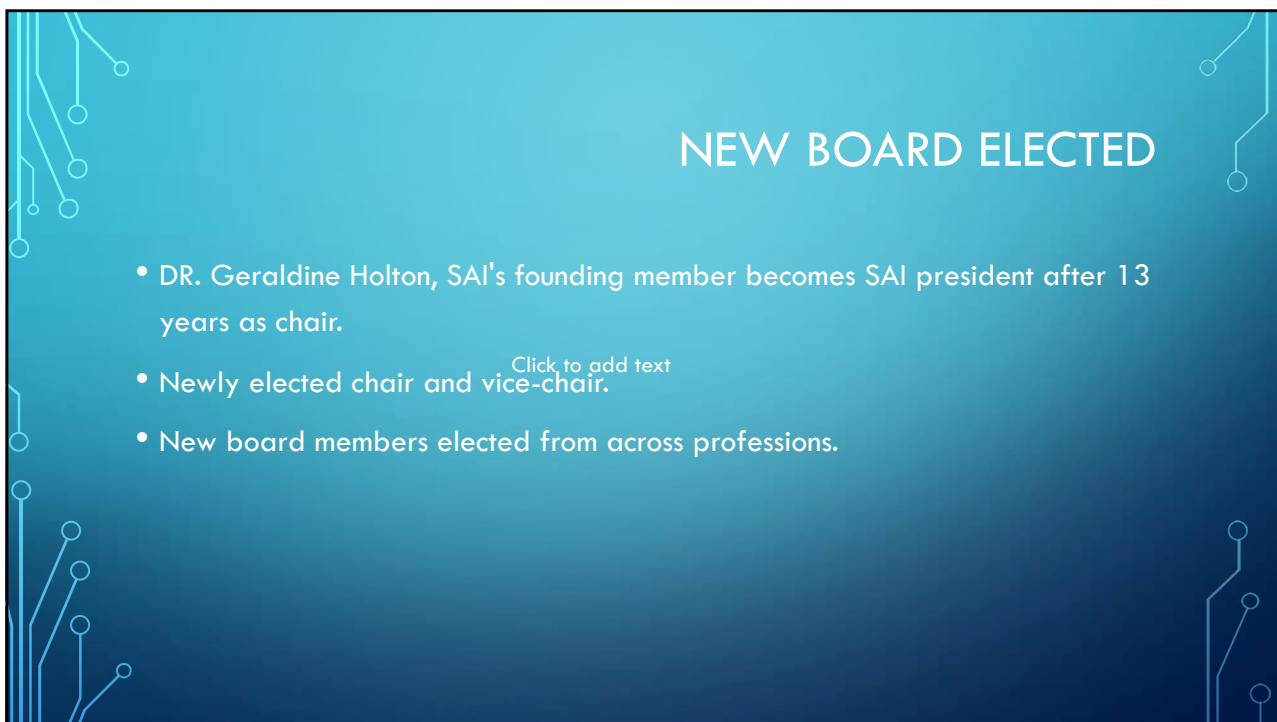 NEW BOARD ELECTED
• DR. Geraldine Holton, SAI's founding member becomes SAI president after 13
years as chair.
Click to add text
• Newly elected chair and vice-chair.
• New board members elected from across professions.